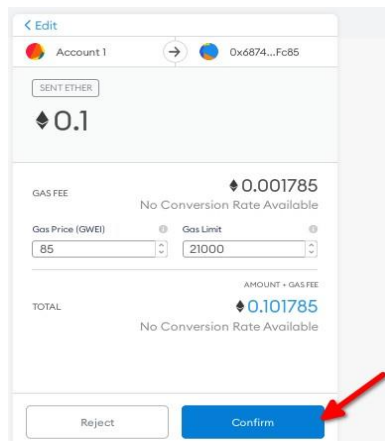 < Edit
Account 1 → 0x6874...Fc85
SENT ETHER
0.1
GAS FEE 0.001785
No Conversion Rate Available
Gas Price (GWEI) Gas Limit
85 21000
AMOUNT + GAS FEE
TOTAL 0.101785
No Conversion Rate Available
Reject Confirm